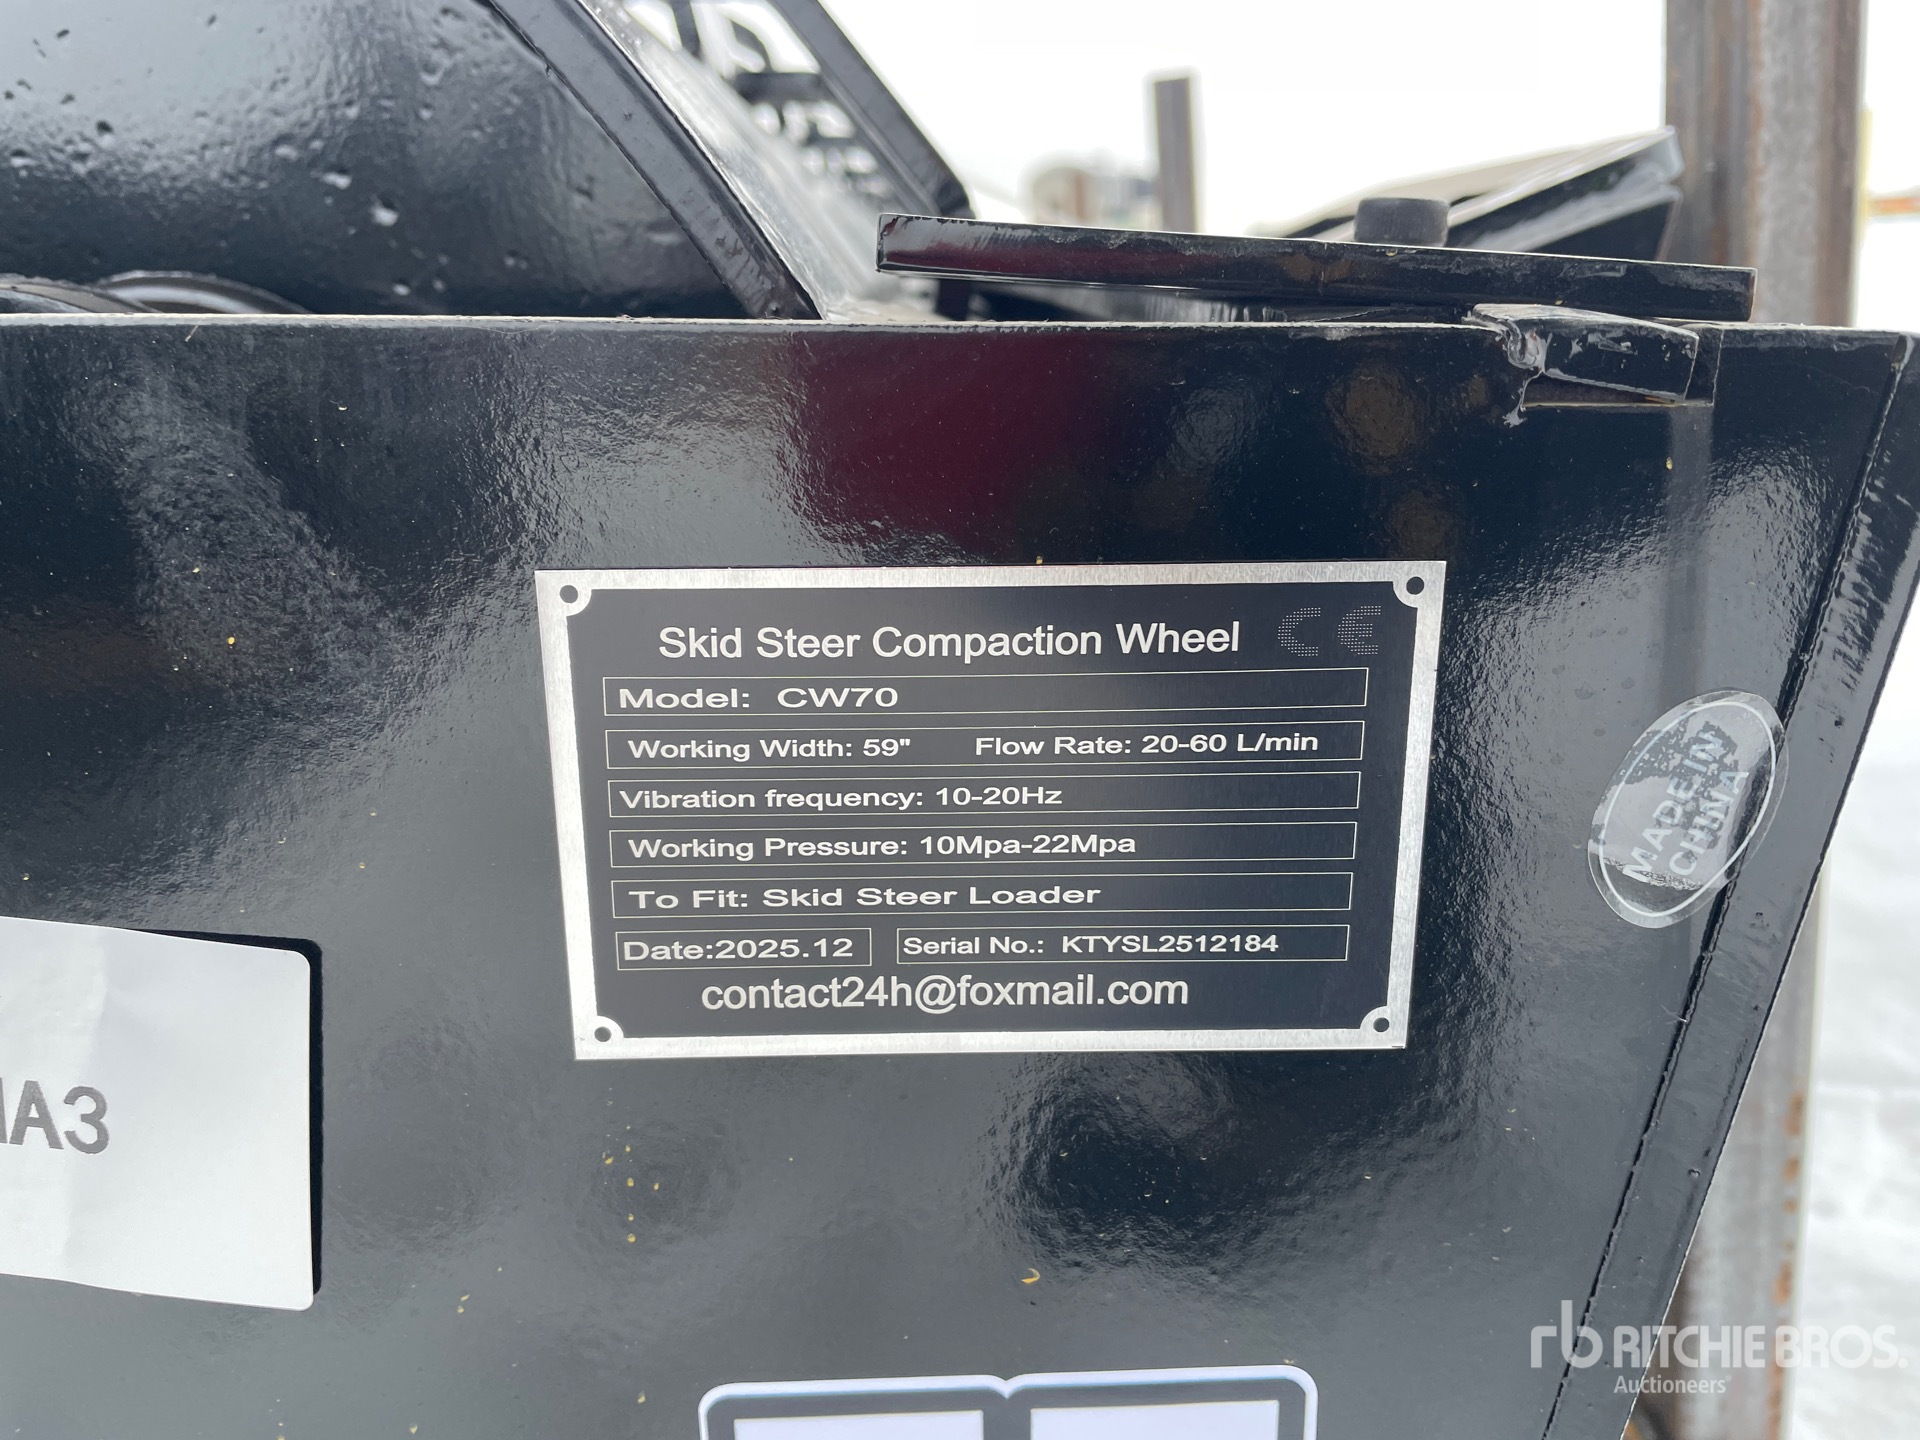 Skid Steer Compaction Wheel CE
Model: CW70
Working Width: 59" Flow Rate: 20-60 L/min
Vibration frequency: 10-20Hz
Working Pressure: 10Mpa-22Mpa
To Fit: Skid Steer Loader
Date:2025.12 Serial No.: KTYSL2512184
contact24h@foxmail.com
MADE IN
CHINA
A3
rb RITCHIE BROS.
Auctioneers